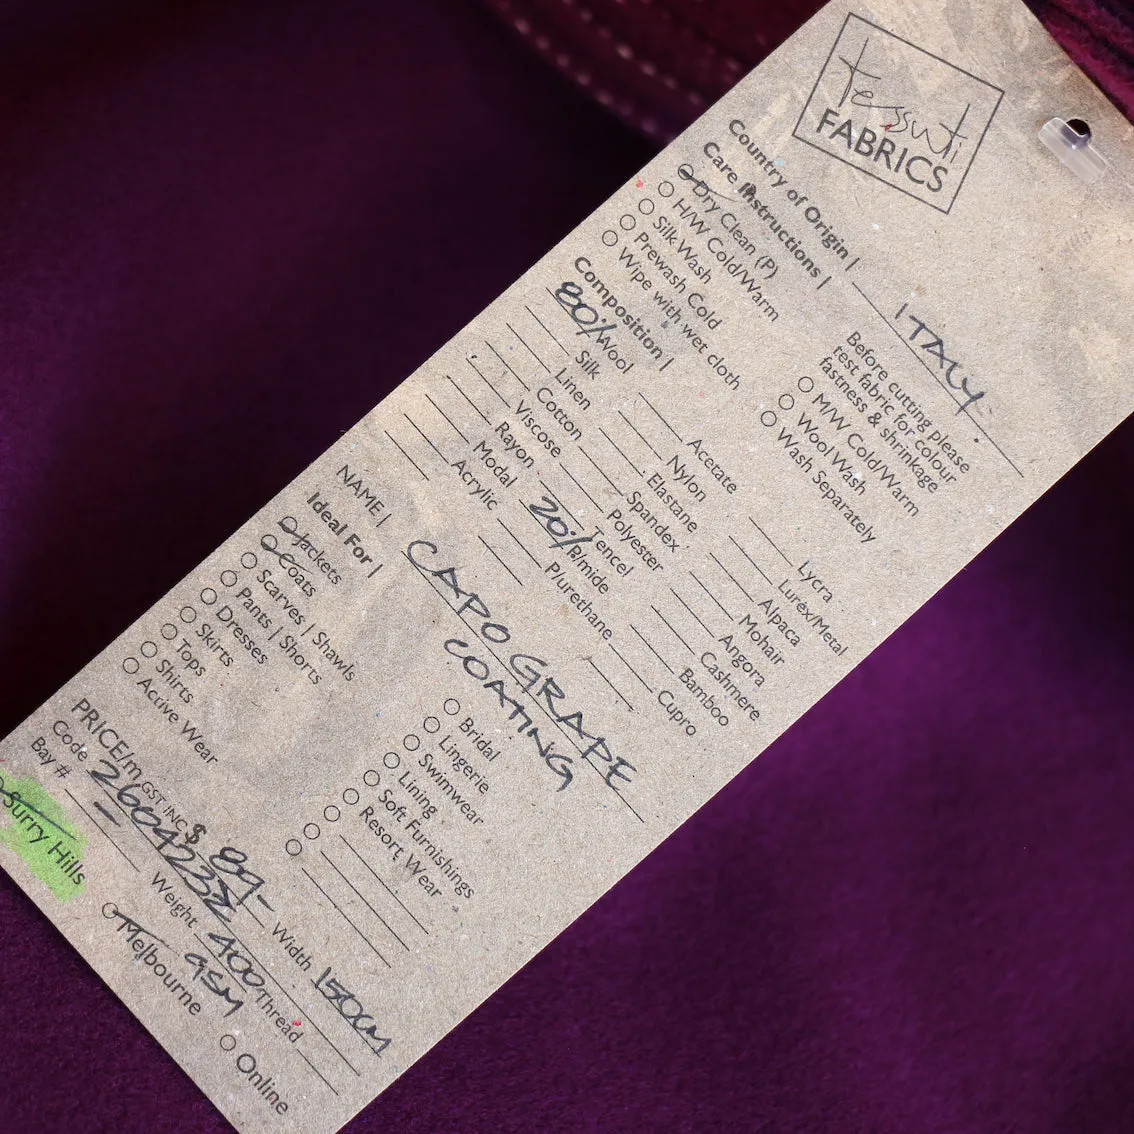 tessuti
FABRICS
Country of Origin | ITALY
Care Instructions |
Dry Clean (P)
H/W Cold/Warm
Silk Wash
Prewash Cold
Wipe with wet cloth
Before cutting please
test fabric for colour
fastness & shrinkage
M/W Cold/Warm
Wool Wash
Wash Separately
Composition |
80% Wool
Silk
Linen
Cotton
Viscose
Rayon
Modal
Acrylic
Acetate
Nylon
Elastane
Spandex
Polyester
Tencel
20% P/mide
P/urethane
Lycra
Lurex/Metal
Alpaca
Mohair
Angora
Cashmere
Bamboo
Cupro
NAME | CAPO GRAPE
COATING
Ideal For |
Jackets
Coats
Scarves | Shawls
Pants | Shorts
Dresses
Skirts
Tops
Shirts
Active Wear
Bridal
Lingerie
Swimwear
Lining
Soft Furnishings
Resort Wear
PRICE/m GST INC $ 89- Width 150cm
Code Weight 400 Thread
gsm
Bay #
Surry Hills
Melbourne
Online